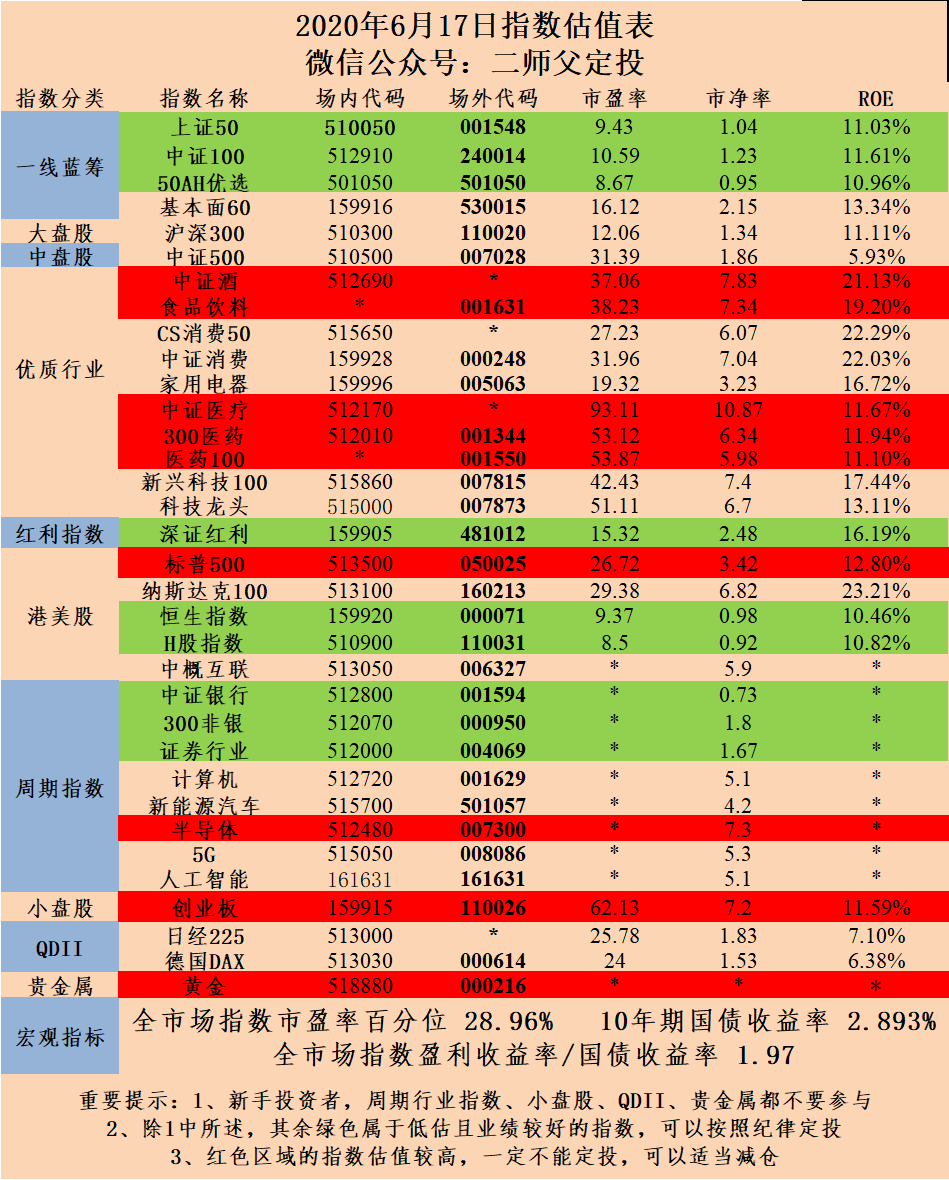 2020年6月17日指数估值表
微信公众号：二师父定投
指数分类 指数名称 场内代码 场外代码 市盈率 市净率 ROE
一线蓝筹
上证50 510050 001548 9.43 1.04 11.03%
中证100 512910 240014 10.59 1.23 11.61%
50AH优选 501050 501050 8.67 0.95 10.96%
基本面60 159916 530015 16.12 2.15 13.34%
大盘股 沪深300 510300 110020 12.06 1.34 11.11%
中盘股 中证500 510500 007028 31.39 1.86 5.93%
优质行业
中证酒 512690 * 37.06 7.83 21.13%
食品饮料 * 001631 38.23 7.34 19.20%
CS消费50 515650 * 27.23 6.07 22.29%
中证消费 159928 000248 31.96 7.04 22.03%
家用电器 159996 005063 19.32 3.23 16.72%
中证医疗 512170 * 93.11 10.87 11.67%
300医药 512010 001344 53.12 6.34 11.94%
医药100 * 001550 53.87 5.98 11.10%
新兴科技100 515860 007815 42.43 7.4 17.44%
科技龙头 515000 007873 51.11 6.7 13.11%
红利指数 深证红利 159905 481012 15.32 2.48 16.19%
港美股
标普500 513500 050025 26.72 3.42 12.80%
纳斯达克100 513100 160213 29.38 6.82 23.21%
恒生指数 159920 000071 9.37 0.98 10.46%
H股指数 510900 110031 8.5 0.92 10.82%
中概互联 513050 006327 * 5.9 *
周期指数
中证银行 512800 001594 * 0.73 *
300非银 512070 000950 * 1.8 *
证券行业 512000 004069 * 1.67 *
计算机 512720 001629 * 5.1 *
新能源汽车 515700 501057 * 4.2 *
半导体 512480 007300 * 7.3 *
5G 515050 008086 * 5.3 *
人工智能 161631 161631 * 5.1 *
小盘股 创业板 159915 110026 62.13 7.2 11.59%
QDII
日经225 513000 * 25.78 1.83 7.10%
德国DAX 513030 000614 24 1.53 6.38%
贵金属 黄金 518880 000216 * * *
宏观指标
全市场指数市盈率百分位 28.96% 10年期国债收益率 2.893%
全市场指数盈利收益率/国债收益率 1.97
重要提示：1、新手投资者，周期行业指数、小盘股、QDII、贵金属都不要参与
2、除1中所述，其余绿色属于低估且业绩较好的指数，可以按照纪律定投
3、红色区域的指数估值较高，一定不能定投，可以适当减仓